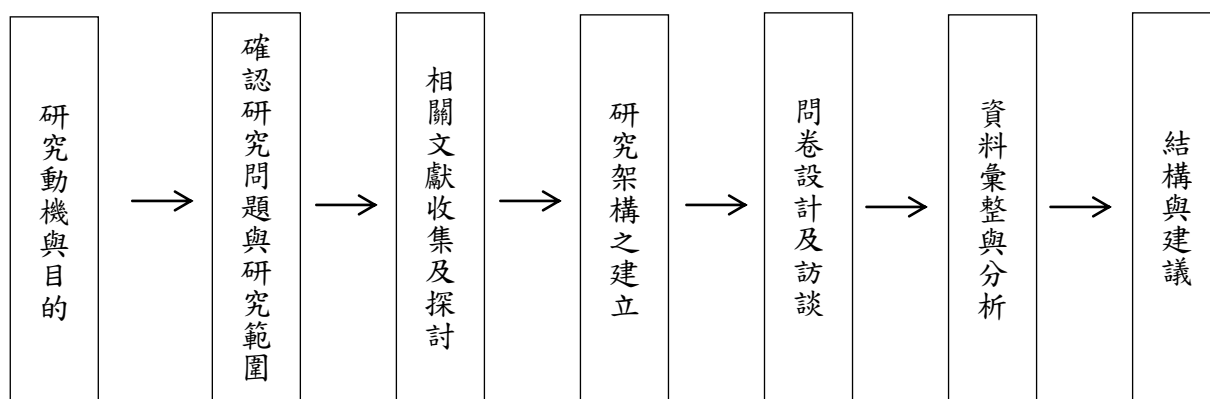 研究動機與目的
確認研究問題與研究範圍
相關文獻收集及探討
研究架構之建立
問卷設計及訪談
資料彙整與分析
結構與建議